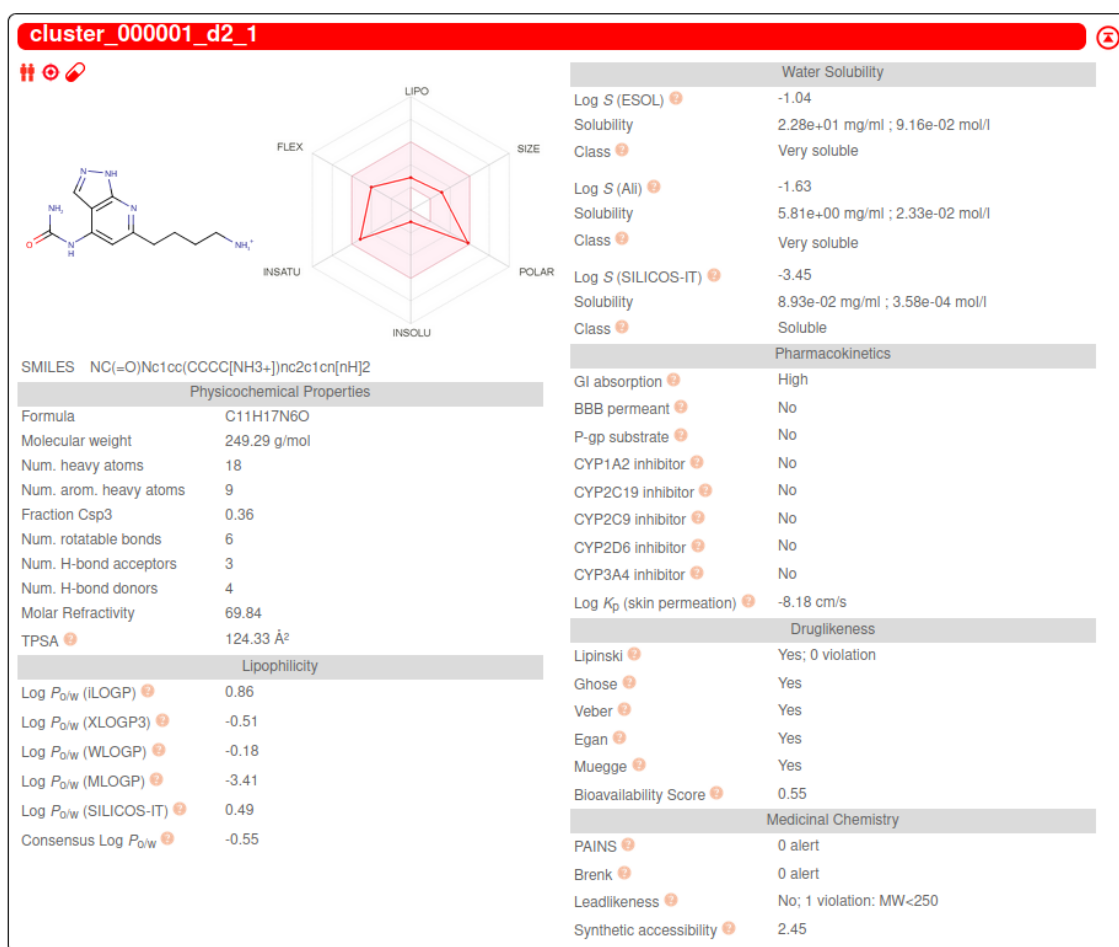 cluster_000001_d2_1
LIPO
FLEX
SIZE
INSATU
POLAR
INSOLU
N
NH
NH2
N
O
N
H
NH3+
SMILES NC(=O)Nc1cc(CCCC[NH3+])nc2c1cn[nH]2
Physicochemical Properties
Formula C11H17N6O
Molecular weight 249.29 g/mol
Num. heavy atoms 18
Num. arom. heavy atoms 9
Fraction Csp3 0.36
Num. rotatable bonds 6
Num. H-bond acceptors 3
Num. H-bond donors 4
Molar Refractivity 69.84
TPSA ? 124.33 Å²
Lipophilicity
Log Po/w (iLOGP) ? 0.86
Log Po/w (XLOGP3) ? -0.51
Log Po/w (WLOGP) ? -0.18
Log Po/w (MLOGP) ? -3.41
Log Po/w (SILICOS-IT) ? 0.49
Consensus Log Po/w ? -0.55
Water Solubility
Log S (ESOL) ? -1.04
Solubility 2.28e+01 mg/ml ; 9.16e-02 mol/l
Class ? Very soluble
Log S (Ali) ? -1.63
Solubility 5.81e+00 mg/ml ; 2.33e-02 mol/l
Class ? Very soluble
Log S (SILICOS-IT) ? -3.45
Solubility 8.93e-02 mg/ml ; 3.58e-04 mol/l
Class ? Soluble
Pharmacokinetics
GI absorption ? High
BBB permeant ? No
P-gp substrate ? No
CYP1A2 inhibitor ? No
CYP2C19 inhibitor ? No
CYP2C9 inhibitor ? No
CYP2D6 inhibitor ? No
CYP3A4 inhibitor ? No
Log Kp (skin permeation) ? -8.18 cm/s
Druglikeness
Lipinski ? Yes; 0 violation
Ghose ? Yes
Veber ? Yes
Egan ? Yes
Muegge ? Yes
Bioavailability Score ? 0.55
Medicinal Chemistry
PAINS ? 0 alert
Brenk ? 0 alert
Leadlikeness ? No; 1 violation: MW<250
Synthetic accessibility ? 2.45